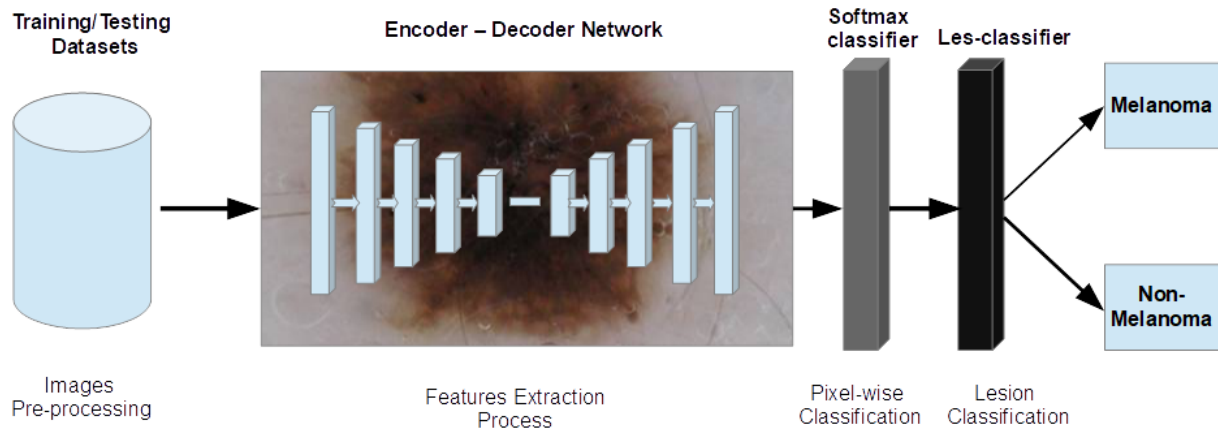 Training/Testing
Datasets
Encoder – Decoder Network
Softmax
classifier
Les-classifier
Melanoma
Non-
Melanoma
Images
Pre-processing
Features Extraction
Process
Pixel-wise
Classification
Lesion
Classification